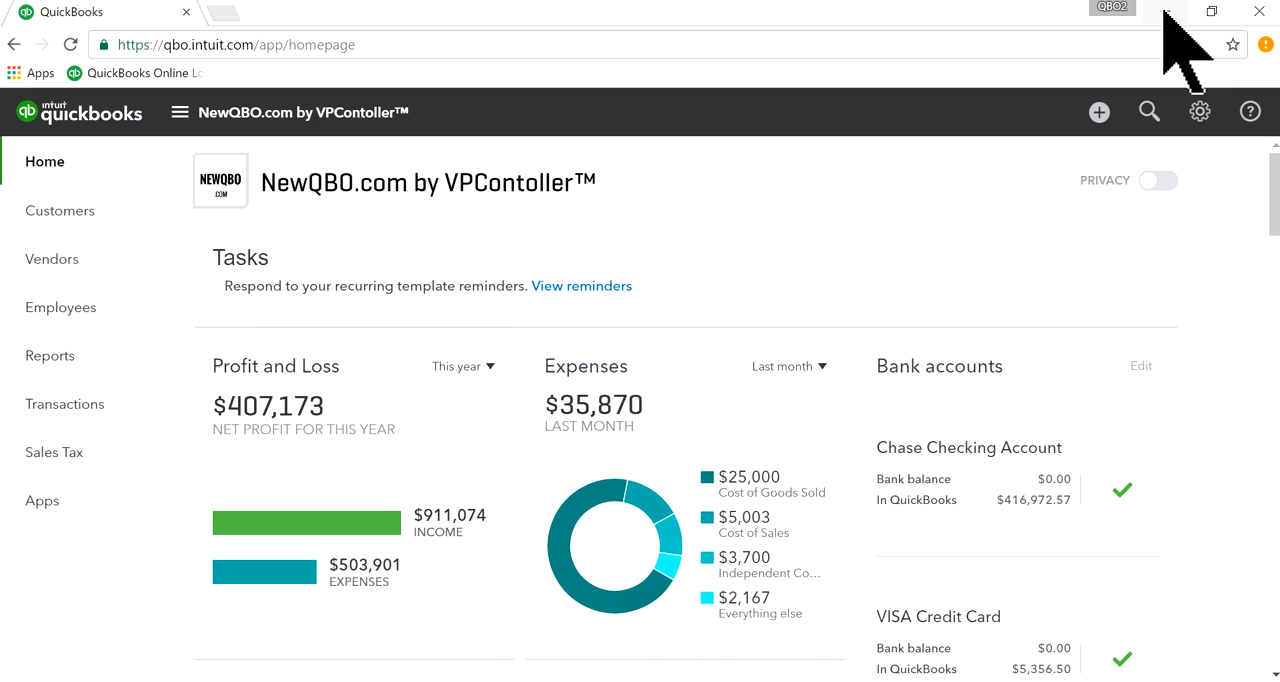 QuickBooks
QBO2
https://qbo.intuit.com/app/homepage
Apps
QuickBooks Online Lo
intuit
quickbooks
NewQBO.com by VPContoller™
Home
Customers
Vendors
Employees
Reports
Transactions
Sales Tax
Apps
NEWQBO
.COM
NewQBO.com by VPContoller™
PRIVACY
Tasks
Respond to your recurring template reminders. View reminders
Profit and Loss
This year
$407,173
NET PROFIT FOR THIS YEAR
$911,074
INCOME
$503,901
EXPENSES
Expenses
Last month
$35,870
LAST MONTH
$25,000
Cost of Goods Sold
$5,003
Cost of Sales
$3,700
Independent Co...
$2,167
Everything else
Bank accounts
Edit
Chase Checking Account
Bank balance $0.00
In QuickBooks $416,972.57
VISA Credit Card
Bank balance $0.00
In QuickBooks $5,356.50